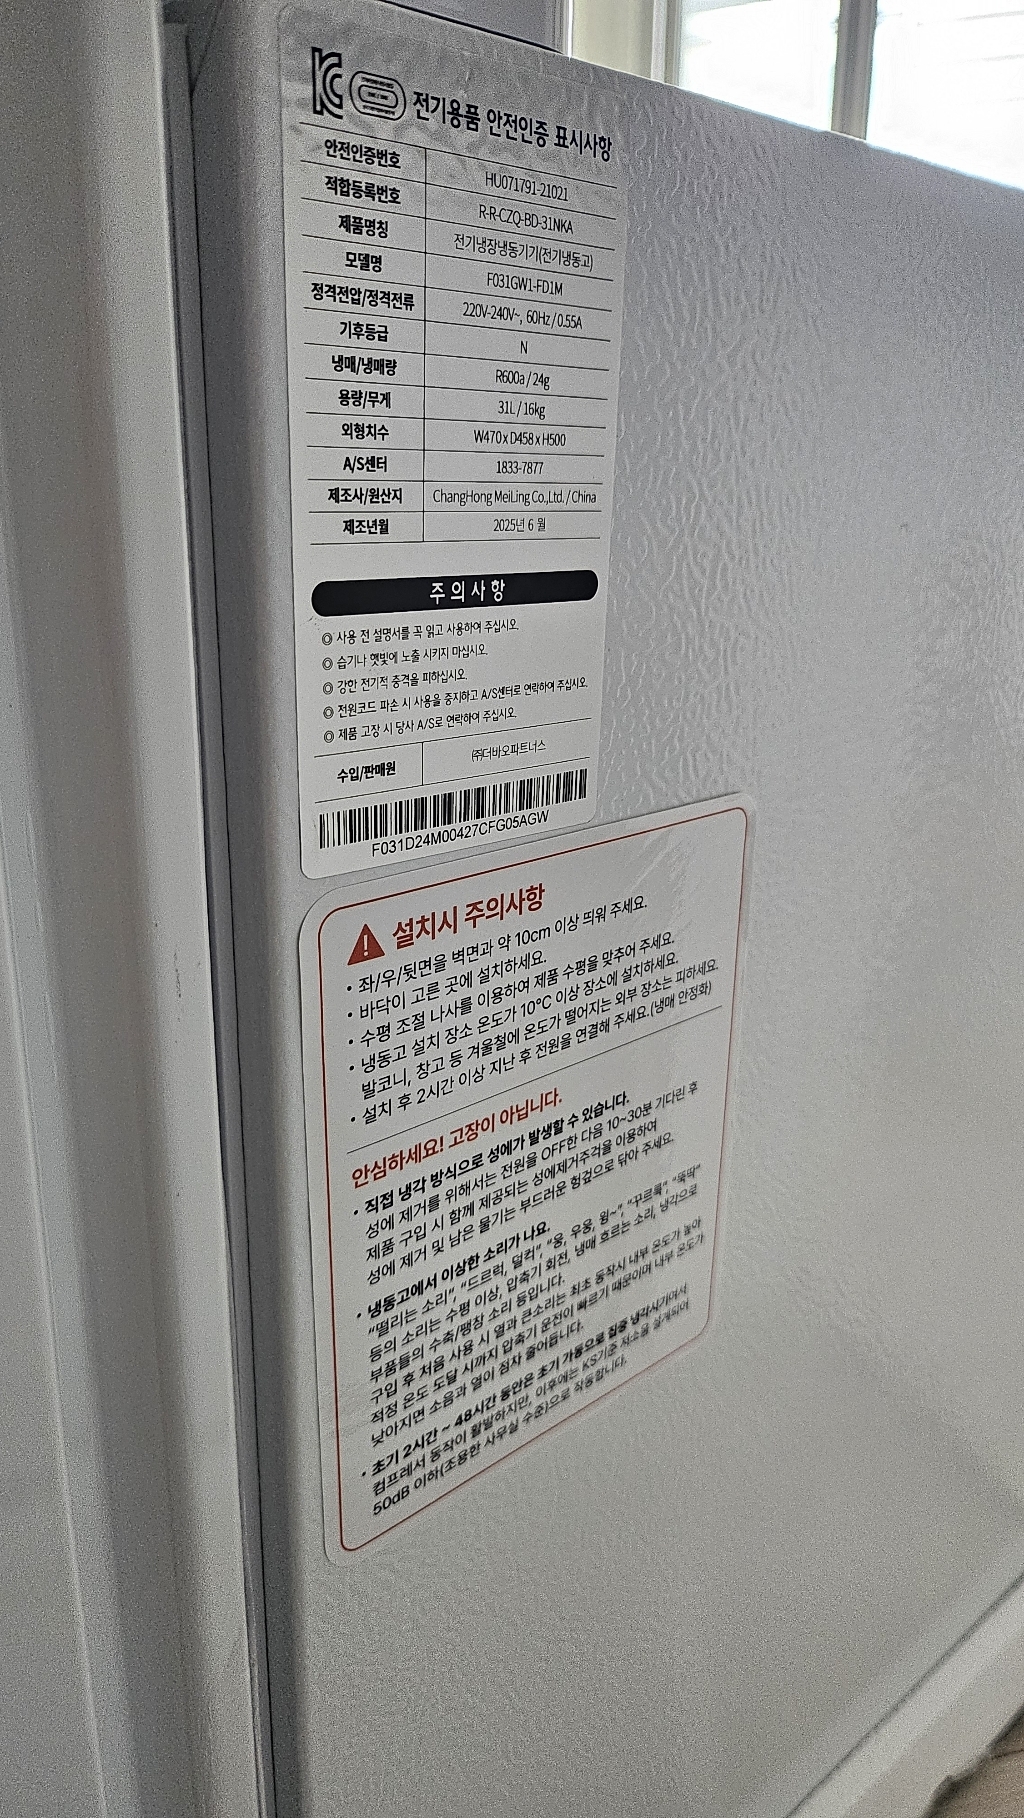 전기용품 안전인증 표시사항
안전인증번호 HU071791-21021
적합등록번호 R-R-CZQ-BD-31NKA
제품명칭 전기냉장냉동기기(전기냉동고)
모델명 F031GW1-FD1M
정격전압/정격전류 220V-240V~, 60Hz / 0.55A
기후등급 N
냉매/냉매량 R600a / 24g
용량/무게 31L / 16kg
외형치수 W470 x D458 x H500
A/S센터 1833-7877
제조사/원산지 ChangHong MeiLing Co.,Ltd. / China
제조년월 2025년 6 월
주의사항
◎ 사용 전 설명서를 꼭 읽고 사용하여 주십시오.
◎ 습기나 햇빛에 노출 시키지 마십시오.
◎ 강한 전기적 충격을 피하십시오.
◎ 전원코드 파손 시 사용을 중지하고 A/S센터로 연락하여 주십시오.
◎ 제품 고장 시 당사 A/S로 연락하여 주십시오.
수입/판매원 ㈜더바오파트너스
F031D24M00427CFG05AGW
설치시 주의사항
• 좌/우/뒷면을 벽면과 약 10cm 이상 띄워 주세요.
• 바닥이 고른 곳에 설치하세요.
• 수평 조절 나사를 이용하여 제품 수평을 맞추어 주세요.
• 냉동고 설치 장소 온도가 10°C 이상 장소에 설치하세요.
발코니, 창고 등 겨울철에 온도가 떨어지는 외부 장소는 피하세요.
• 설치 후 2시간 이상 지난 후 전원을 연결해 주세요.(냉매 안정화)
안심하세요! 고장이 아닙니다.
• 직접 냉각 방식으로 성에가 발생할 수 있습니다.
성에 제거를 위해서는 전원을 OFF한 다음 10~30분 기다린 후
제품 구입 시 함께 제공되는 성에제거주걱을 이용하여
성에 제거 및 남은 물기는 부드러운 헝겊으로 닦아 주세요.
• 냉동고에서 이상한 소리가 나요.
"떨리는 소리", "드르럭, 덜컥", "웅, 우웅, 윙~", "꾸르륵", "뚝딱"
등의 소리는 수평 이상, 압축기 회전, 냉매 흐르는 소리, 냉각으로
부품들의 수축/팽창 소리 등입니다.
구입 후 처음 사용 시 열과 큰소리는 최초 동작시 내부 온도가 높아
적정 온도 도달 시까지 압축기 운전이 빠르기 때문이며 내부 온도가
낮아지면 소음과 열이 점차 줄어듭니다.
• 초기 2시간 ~ 48시간 동안은 초기 가동으로 집중 냉각시기여서
컴프레서 동작이 활발하지만, 이후에는 KS기준 저소음 설계되어
50dB 이하(조용한 사무실 수준)으로 작동합니다.